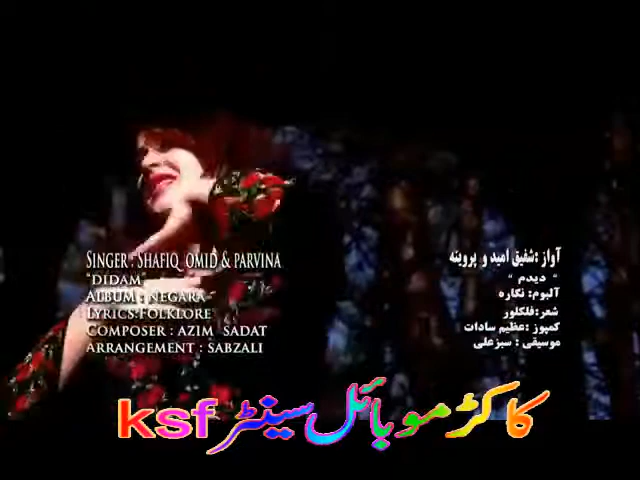 SINGER : SHAFIQ OMID & PARVINA
"DIDAM"
ALBUM : NEGARA
LYRICS:FOLKLORE
COMPOSER : AZIM SADAT
ARRANGEMENT : SABZALI
آواز :شفیق امید و پروینه
" دیدم "
آلبوم: نگاره
شعر:فلکلور
کمپوز :عظیم سادات
موسیقی : سبزعلی
کاکڑ موبائل سینٹر ksf